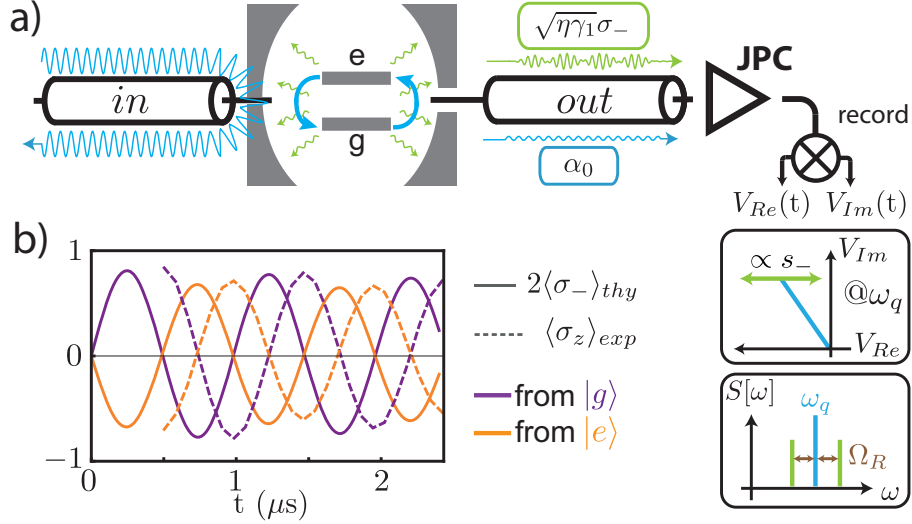 a)
in
e
g
√ηγ₁σ₋
out
α₀
JPC
record
V_Re(t)
V_Im(t)
∝ s₋
V_Im
@ω_q
V_Re
S[ω]
ω_q
Ω_R
ω
b)
1
0
−1
0
1
2
t (μs)
2⟨σ₋⟩_thy
⟨σ_z⟩_exp
from |g⟩
from |e⟩